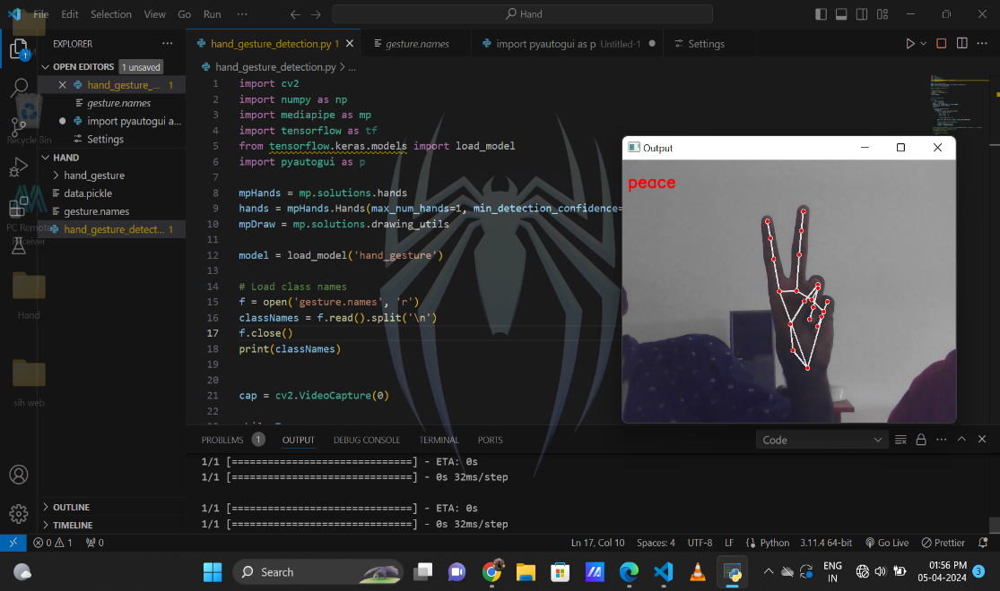 File Edit Selection View Go Run ··· Hand
EXPLORER ···
OPEN EDITORS 1 unsaved
hand_gesture_... 1
gesture.names
import pyautogui a...
Settings
HAND
hand_gesture
data.pickle
gesture.names
hand_gesture_detect... 1
OUTLINE
TIMELINE
Recycle Bin
PC Remote
Receiver
Hand
sih web
hand_gesture_detection.py 1 gesture.names import pyautogui as p Untitled-1 Settings
hand_gesture_detection.py > ...
1 import cv2
2 import numpy as np
3 import mediapipe as mp
4 import tensorflow as tf
5 from tensorflow.keras.models import load_model
6 import pyautogui as p
7
8 mpHands = mp.solutions.hands
9 hands = mpHands.Hands(max_num_hands=1, min_detection_confidence=
10 mpDraw = mp.solutions.drawing_utils
11
12 model = load_model('hand_gesture')
13
14 # Load class names
15 f = open('gesture.names', 'r')
16 classNames = f.read().split('\n')
17 f.close()
18 print(classNames)
19
20
21 cap = cv2.VideoCapture(0)
22
Output
peace
PROBLEMS 1 OUTPUT DEBUG CONSOLE TERMINAL PORTS Code
1/1 [==============================] - ETA: 0s
1/1 [==============================] - 0s 32ms/step
1/1 [==============================] - ETA: 0s
1/1 [==============================] - 0s 32ms/step
0 1 0 Ln 17, Col 10 Spaces: 4 UTF-8 LF Python 3.11.4 64-bit Go Live Prettier
Search ENG
IN
01:56 PM
05-04-2024
3